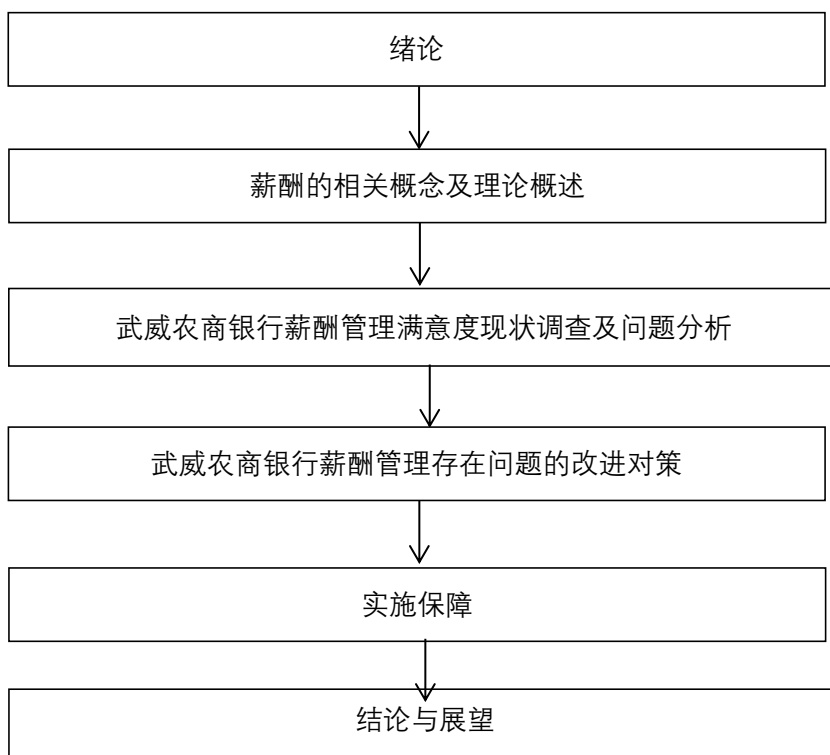 绪论
薪酬的相关概念及理论概述
武威农商银行薪酬管理满意度现状调查及问题分析
武威农商银行薪酬管理存在问题的改进对策
实施保障
结论与展望